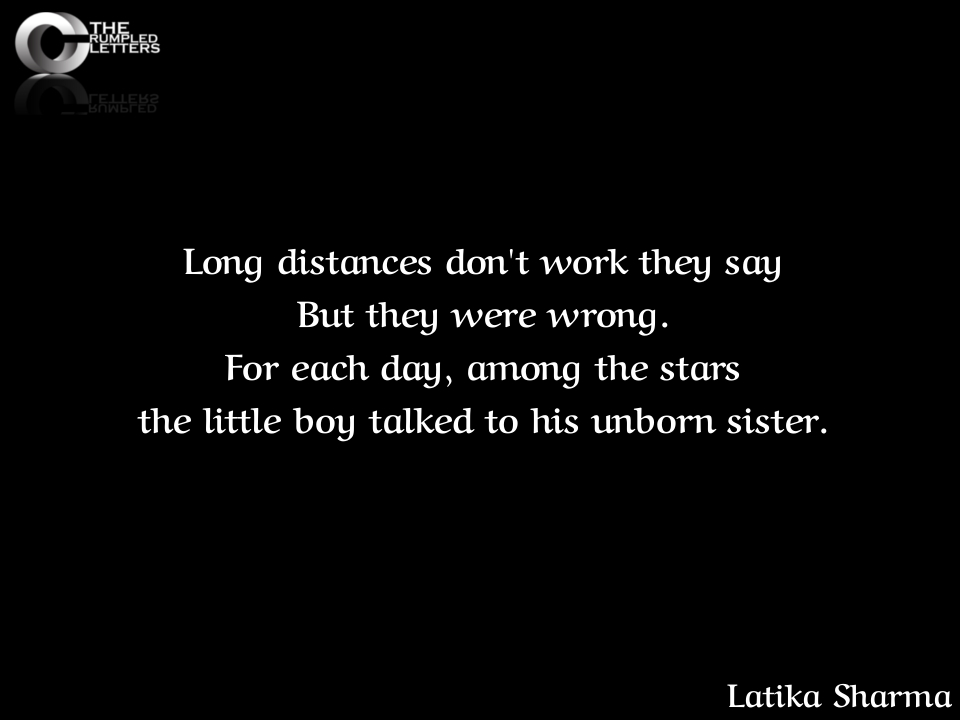 THE
CRUMPLED
LETTERS
Long distances don't work they say
But they were wrong.
For each day, among the stars
the little boy talked to his unborn sister.
Latika Sharma